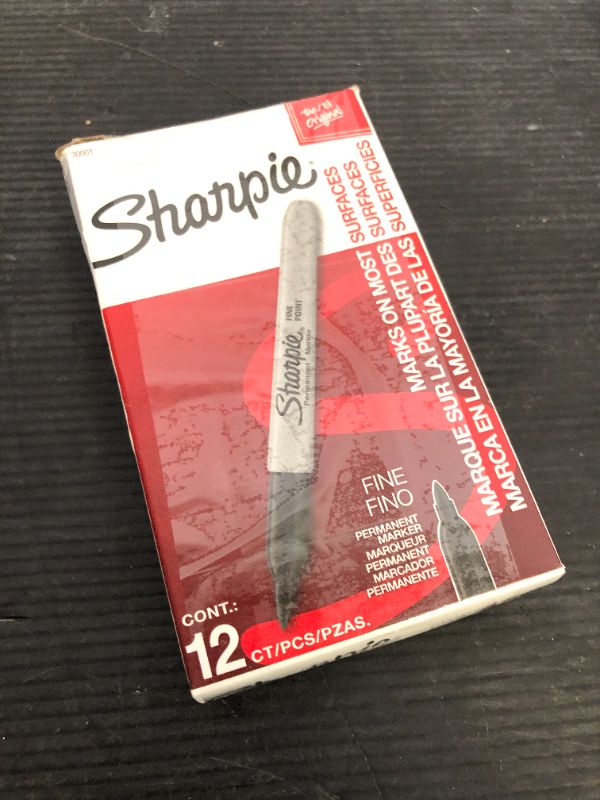 30001
The/El
Original
Sharpie
SURFACES
SURFACES
SUPERFICIES
MARKS ON MOST
MARQUE SUR LA PLUPART DES
MARCA EN LA MAYORÍA DE LAS
Sharpie FINE POINT
Permanent Marker
FINE
FINO
PERMANENT
MARKER
MARQUEUR
PERMANENT
MARCADOR
PERMANENTE
CONT.:
12 CT/PCS/PZAS.
Sharpie